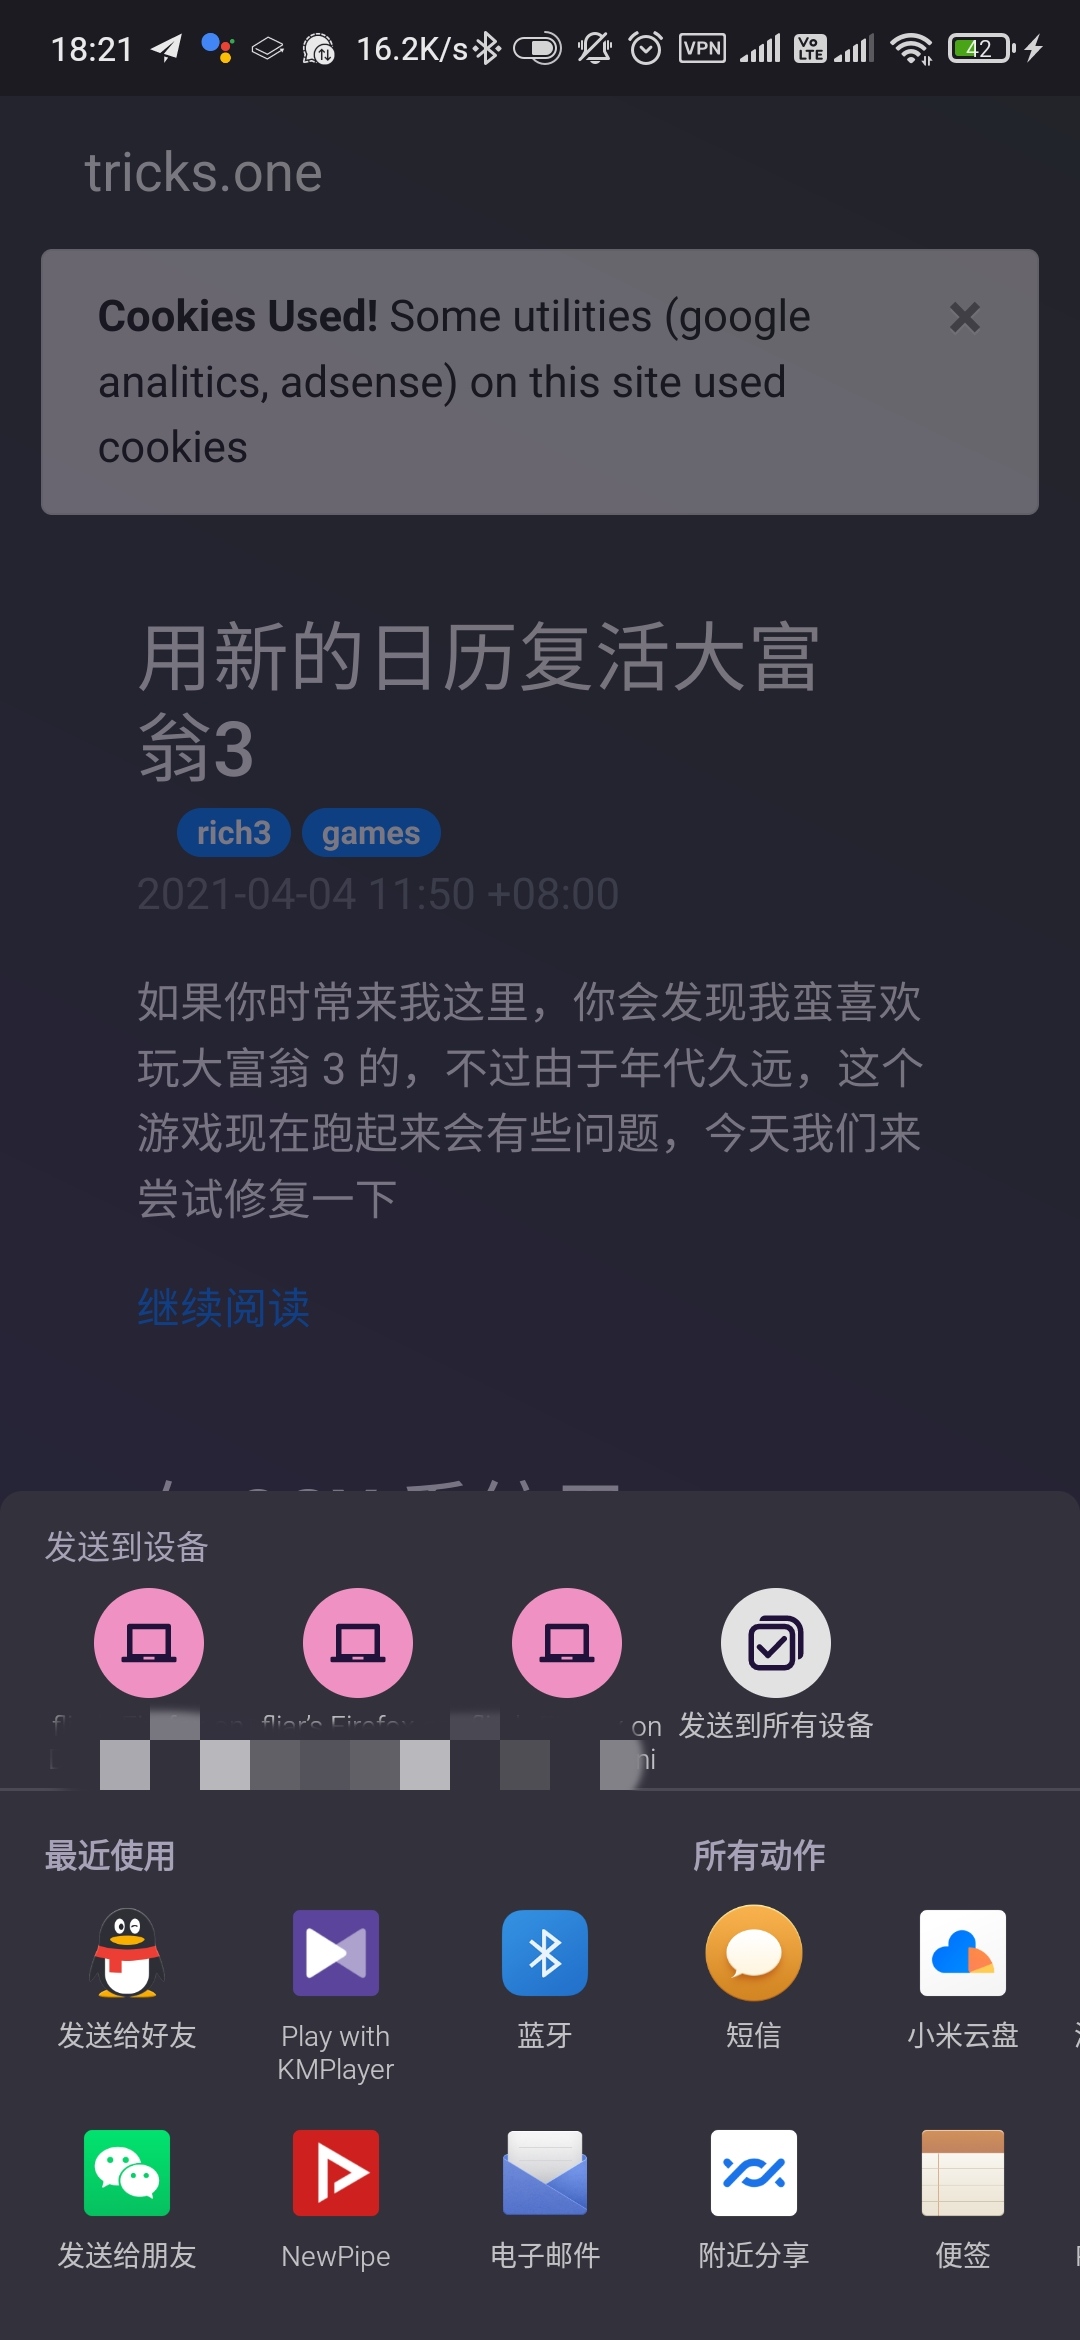 18:21 16.2K/s VPN Vo LTE 42
tricks.one
Cookies Used! Some utilities (google
analitics, adsense) on this site used
cookies
用新的日历复活大富
翁3
rich3 games
2021-04-04 11:50 +08:00
如果你时常来我这里，你会发现我蛮喜欢
玩大富翁 3 的，不过由于年代久远，这个
游戏现在跑起来会有些问题，今天我们来
尝试修复一下
继续阅读
发送到设备
on 发送到所有设备
最近使用 所有动作
发送给好友 Play with KMPlayer 蓝牙 短信 小米云盘
发送给朋友 NewPipe 电子邮件 附近分享 便签